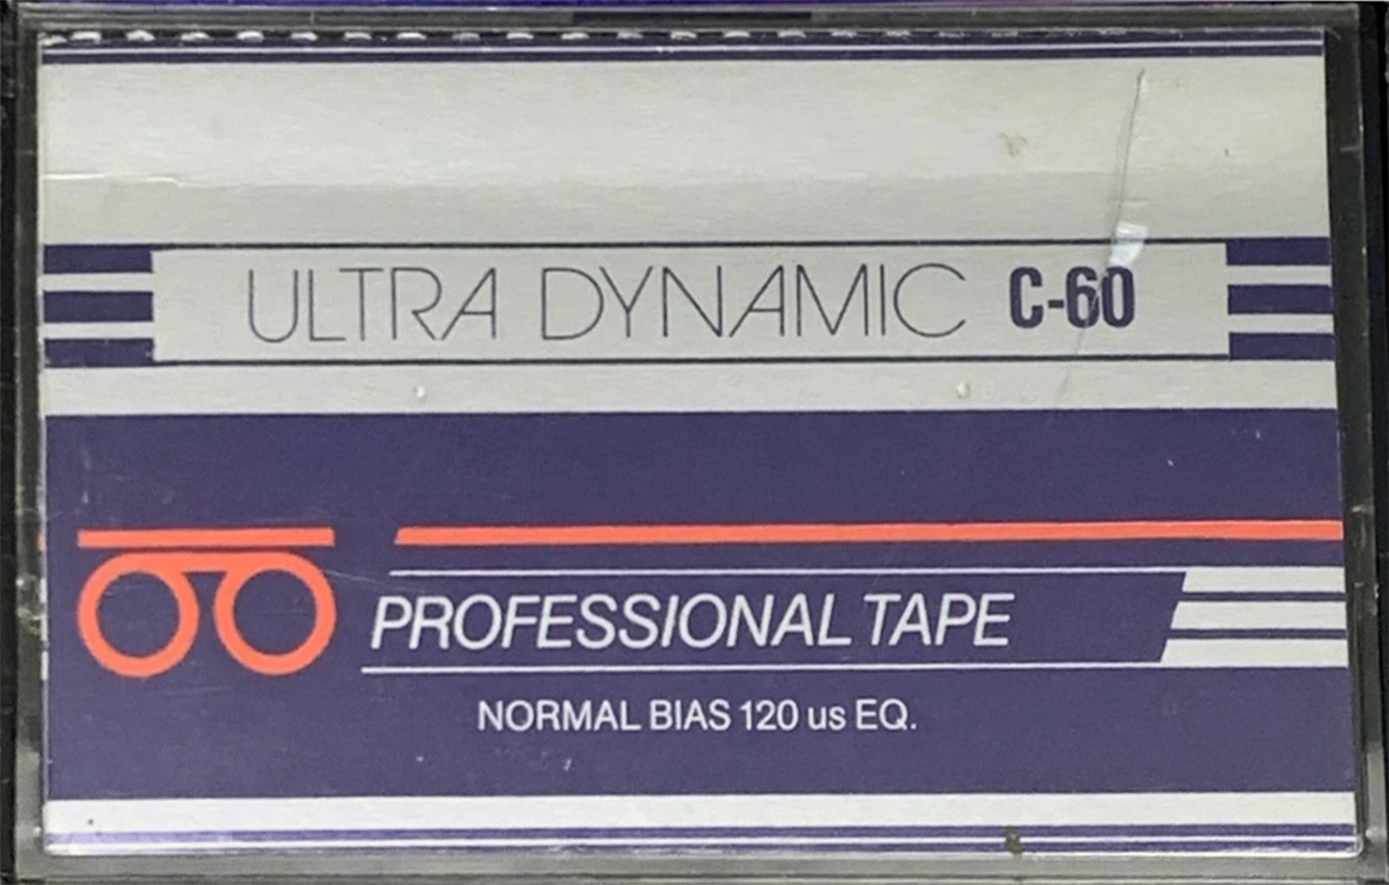 ULTRA DYNAMIC C-60
PROFESSIONAL TAPE
NORMAL BIAS 120 us EQ.